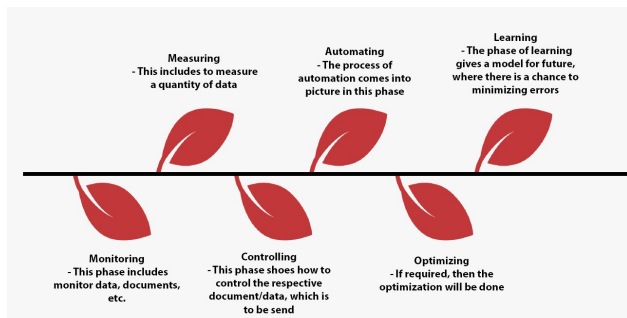 Measuring
- This includes to measure
a quantity of data
Automating
- The process of
automation comes into
picture in this phase
Learning
- The phase of learning
gives a model for future,
where there is a chance to
minimizing errors
Monitoring
- This phase includes
monitor data, documents,
etc.
Controlling
- This phase shoes how to
control the respective
document/data, which is
to be send
Optimizing
- If required, then the
optimization will be done